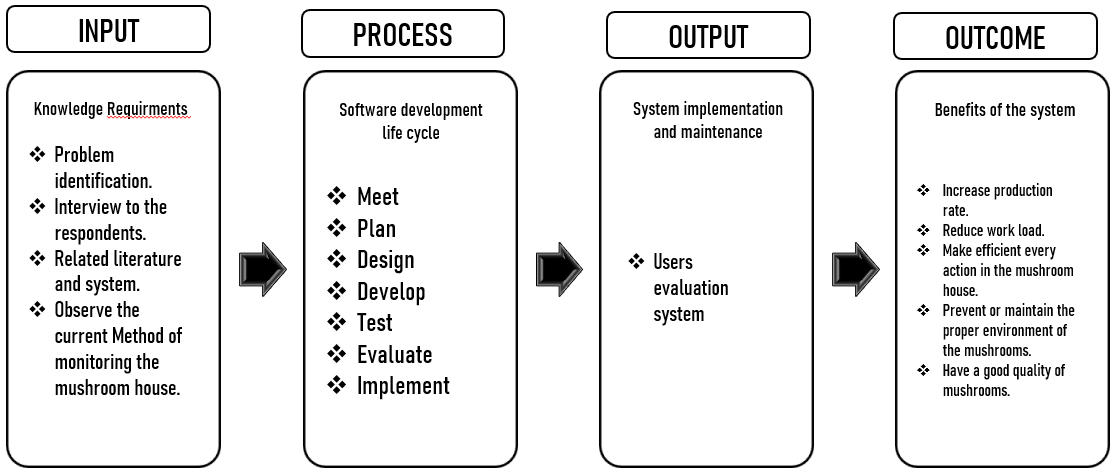 INPUT
Knowledge Requirments
❖ Problem
identification.
❖ Interview to the
respondents.
❖ Related literature
and system.
❖ Observe the
current Method of
monitoring the
mushroom house.
PROCESS
Software development
life cycle
❖ Meet
❖ Plan
❖ Design
❖ Develop
❖ Test
❖ Evaluate
❖ Implement
OUTPUT
System implementation
and maintenance
❖ Users
evaluation
system
OUTCOME
Benefits of the system
❖ Increase production
rate.
❖ Reduce work load.
❖ Make efficient every
action in the mushroom
house.
❖ Prevent or maintain the
proper environment of
the mushrooms.
❖ Have a good quality of
mushrooms.